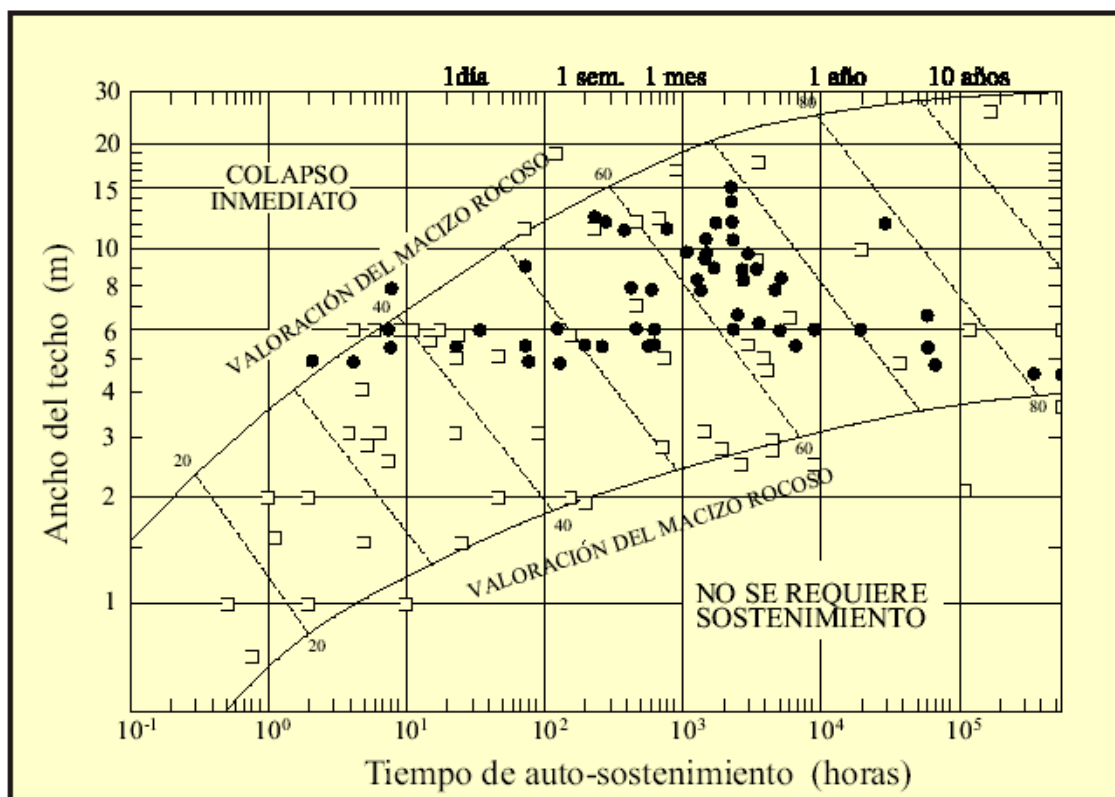 1día 1 sem. 1 mes 1 año 10 años
30
20
15
10
8
6
5
4
3
2
1
Ancho del techo (m)
COLAPSO
INMEDIATO
VALORACIÓN DEL MACIZO ROCOSO
20
40
60
80
20
40
60
80
VALORACIÓN DEL MACIZO ROCOSO
NO SE REQUIERE
SOSTENIMIENTO
10⁻¹ 10⁰ 10¹ 10² 10³ 10⁴ 10⁵
Tiempo de auto-sostenimiento (horas)